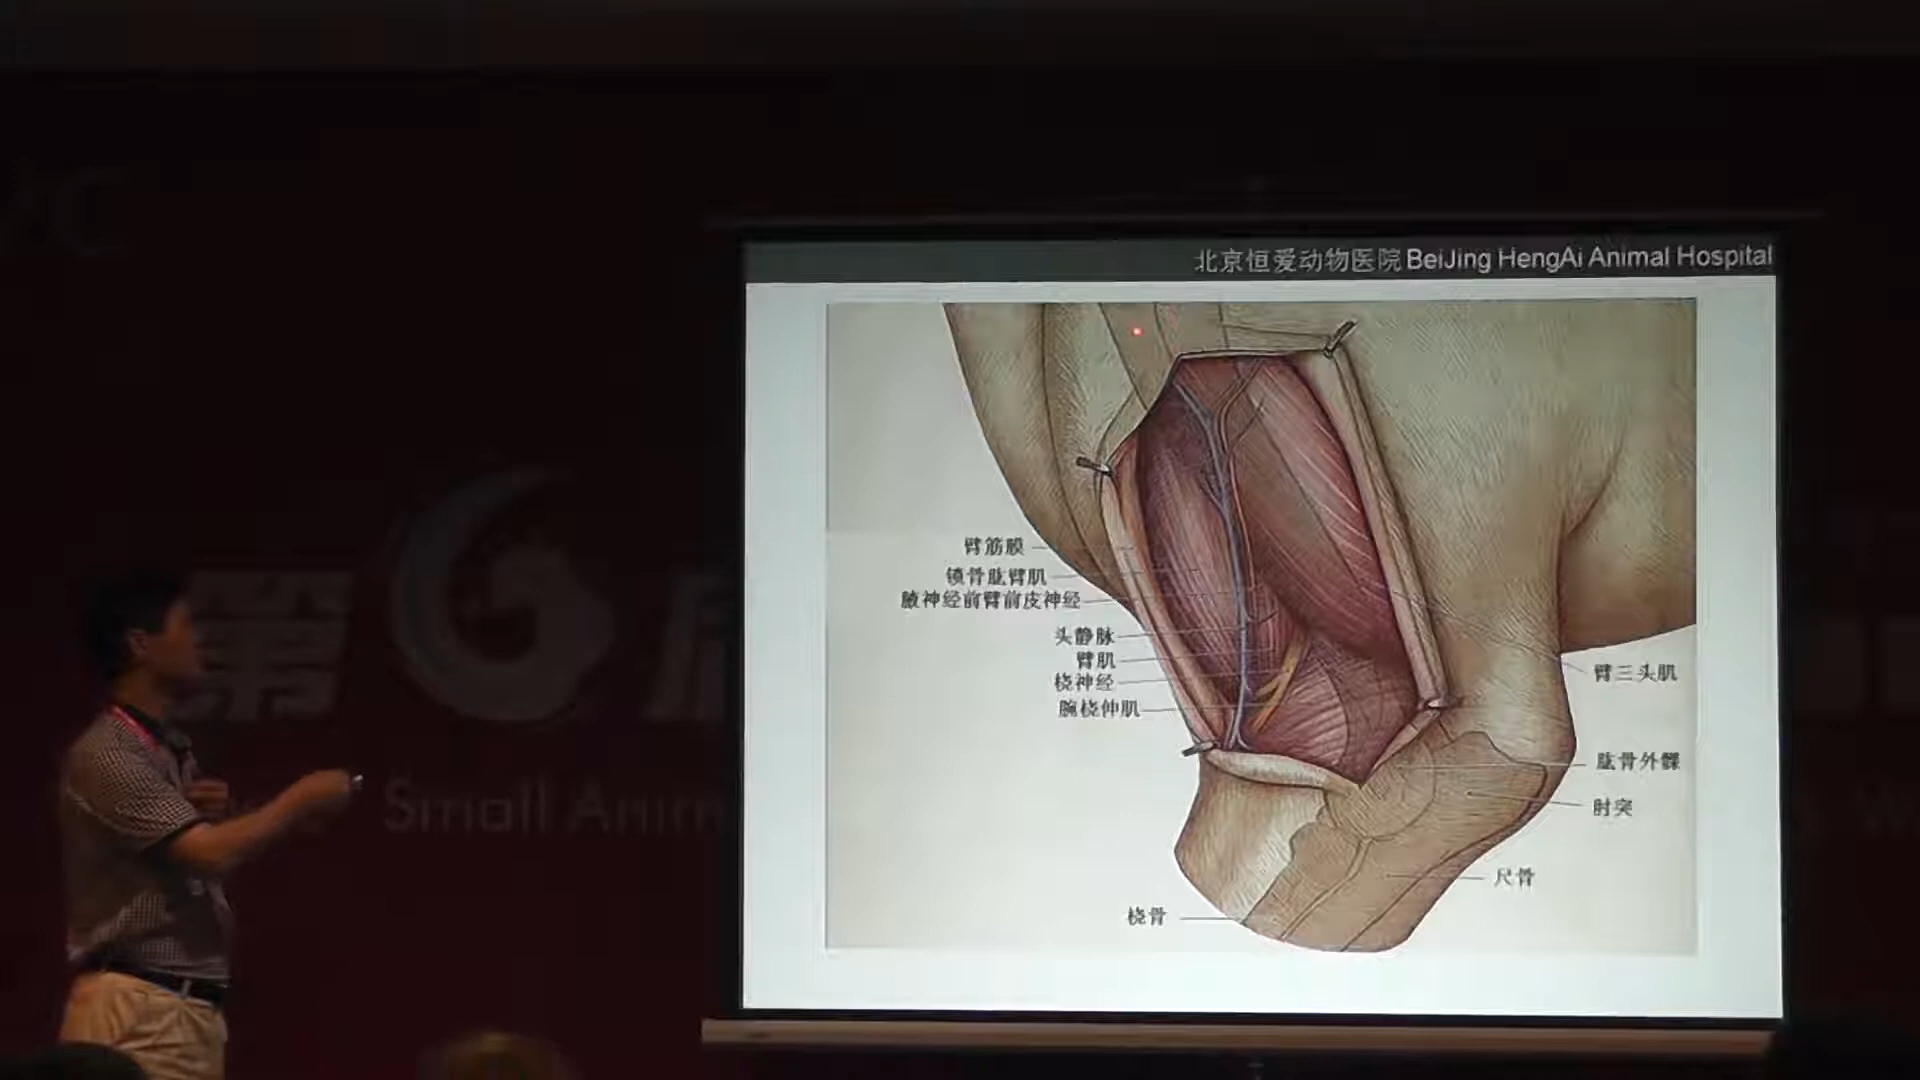 北京恒爱动物医院 BeiJing HengAi Animal Hospital
臂筋膜
锁骨肱臂肌
腋神经前臂前皮神经
头静脉
臂肌
桡神经
腕桡伸肌
臂三头肌
肱骨外髁
肘突
尺骨
桡骨
第
Small Anim